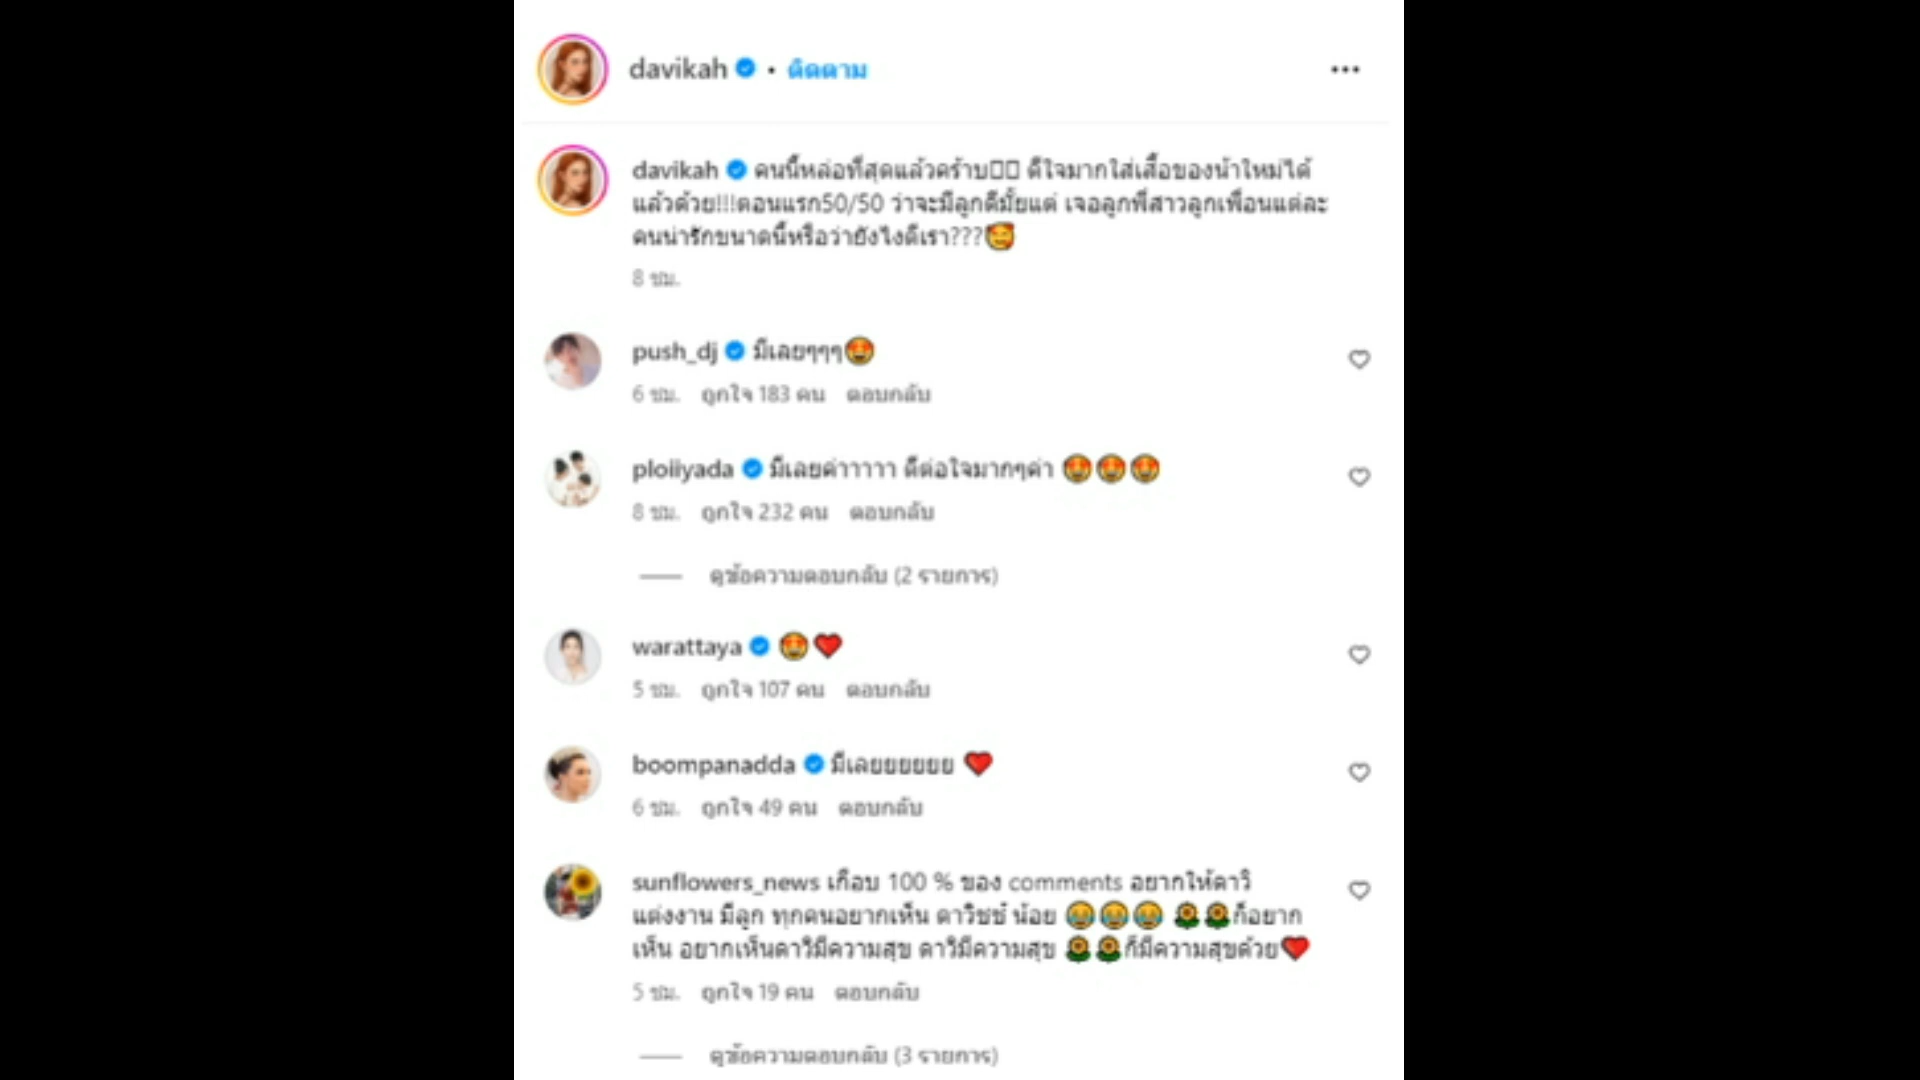 davikah • ติดตาม
davikah คนนี้หล่อที่สุดแล้วคร้าบ ดีใจมากใส่เสื้อของน้าใหม่ได้
แล้วด้วย!!!ตอนแรก50/50 ว่าจะมีลูกดีมั้ยแต่ เจอลูกพี่สาวลูกเพื่อนแต่ละ
คนน่ารักขนาดนี้หรือว่ายังไงดีเรา???🥰
8 ชม.
push_dj มีเลยๆๆๆ🤩
6 ชม. ถูกใจ 183 คน ตอบกลับ
ploiiyada มีเลยค่าาาาา ดีต่อใจมากๆค่า 🤩🤩🤩
8 ชม. ถูกใจ 232 คน ตอบกลับ
ดูข้อความตอบกลับ (2 รายการ)
warattaya 🤩❤️
5 ชม. ถูกใจ 107 คน ตอบกลับ
boompanadda มีเลยยยยยย ❤️
6 ชม. ถูกใจ 49 คน ตอบกลับ
sunflowers_news เกือบ 100 % ของ comments อยากให้ดาวิ
แต่งงาน มีลูก ทุกคนอยากเห็น ดาวิชช์ น้อย 😂😂😂 🌻🌻ก็อยาก
เห็น อยากเห็นดาวิมีความสุข ดาวิมีความสุข 🌻🌻ก็มีความสุขด้วย❤️
5 ชม. ถูกใจ 19 คน ตอบกลับ
ดูข้อความตอบกลับ (3 รายการ)